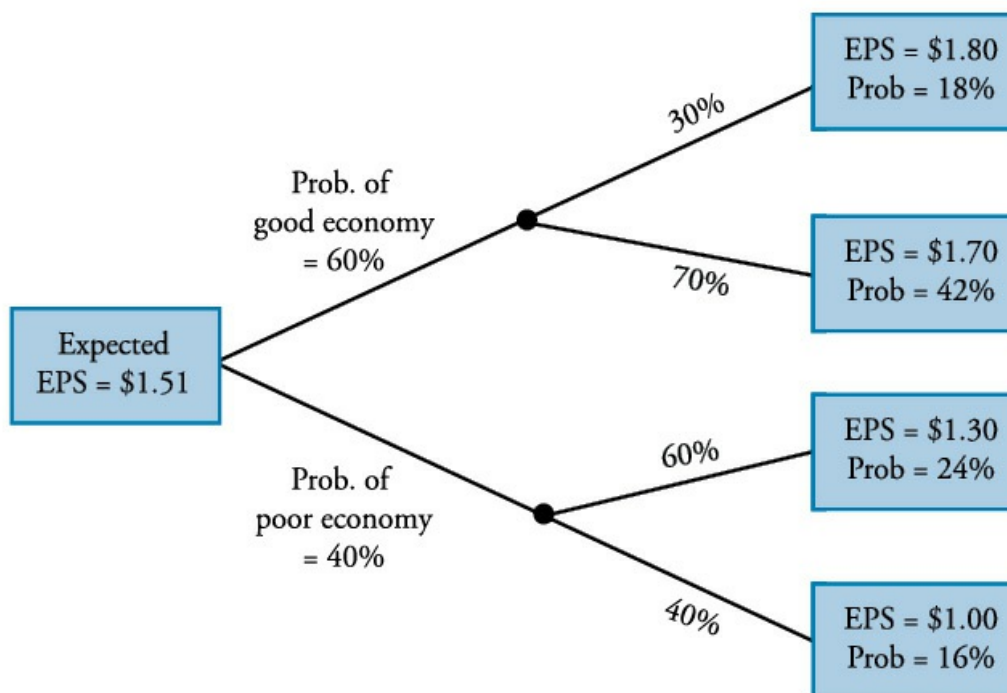 EPS = $1.80
Prob = 18%
30%
Prob. of
good economy
= 60%
70%
EPS = $1.70
Prob = 42%
Expected
EPS = $1.51
60%
EPS = $1.30
Prob = 24%
Prob. of
poor economy
= 40%
40%
EPS = $1.00
Prob = 16%